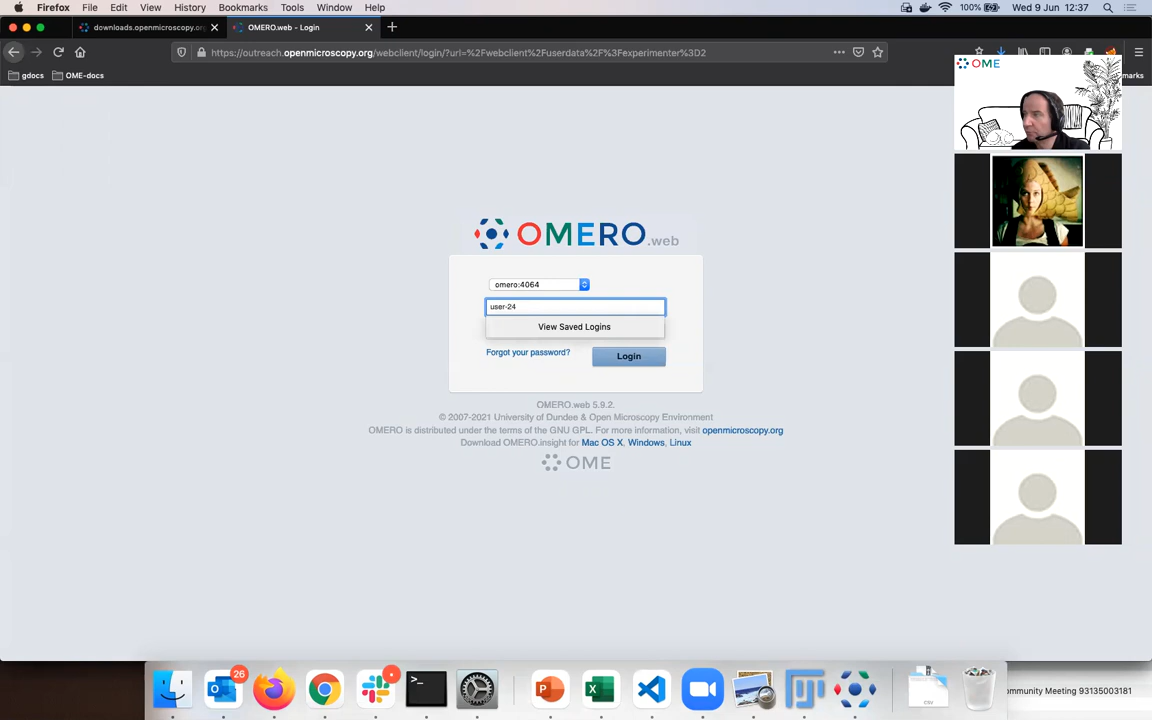 Firefox File Edit View History Bookmarks Tools Window Help 100% Wed 9 Jun 12:37
downloads.openmicroscopy.org OMERO.web - Login
https://outreach.openmicroscopy.org/webclient/login/?url=%2Fwebclient%2Fuserdata%2F%3Fexperimenter%3D2
gdocs OME-docs
OME
OMERO.web
omero:4064
user-24
View Saved Logins
Forgot your password? Login
OMERO.web 5.9.2.
© 2007-2021 University of Dundee & Open Microscopy Environment
OMERO is distributed under the terms of the GNU GPL. For more information, visit openmicroscopy.org
Download OMERO.insight for Mac OS X, Windows, Linux
OME
26
ommunity Meeting 93135003181